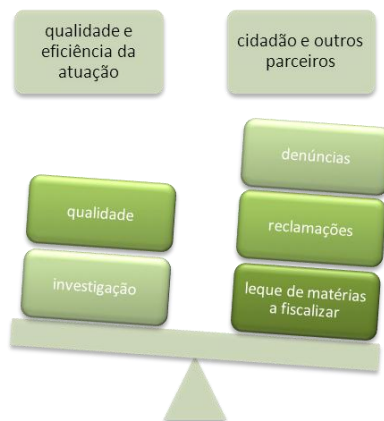 qualidade e
eficiência da
atuação
cidadão e outros
parceiros
denúncias
qualidade
reclamações
investigação
leque de matérias
a fiscalizar